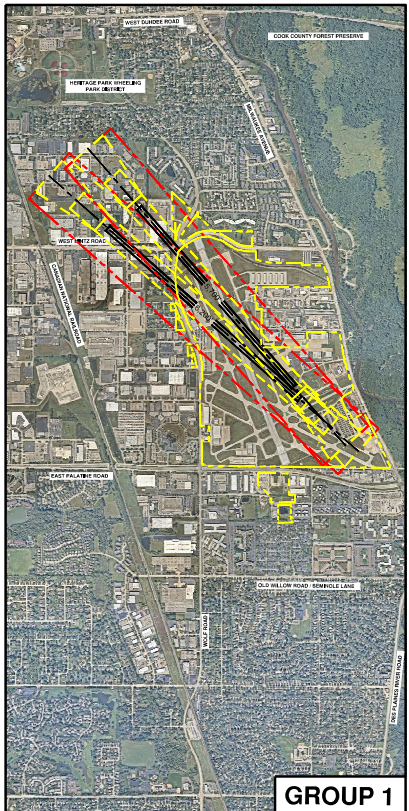 WEST DUNDEE ROAD
COOK COUNTY FOREST PRESERVE
HERITAGE PARK WHEELING
PARK DISTRICT
MILWAUKEE AVENUE
WEST HINTZ ROAD
CANADIAN NATIONAL RAILROAD
EAST PALATINE ROAD
OLD WILLOW ROAD / SEMINOLE LANE
WOLF ROAD
DES PLAINES RIVER ROAD
GROUP 1